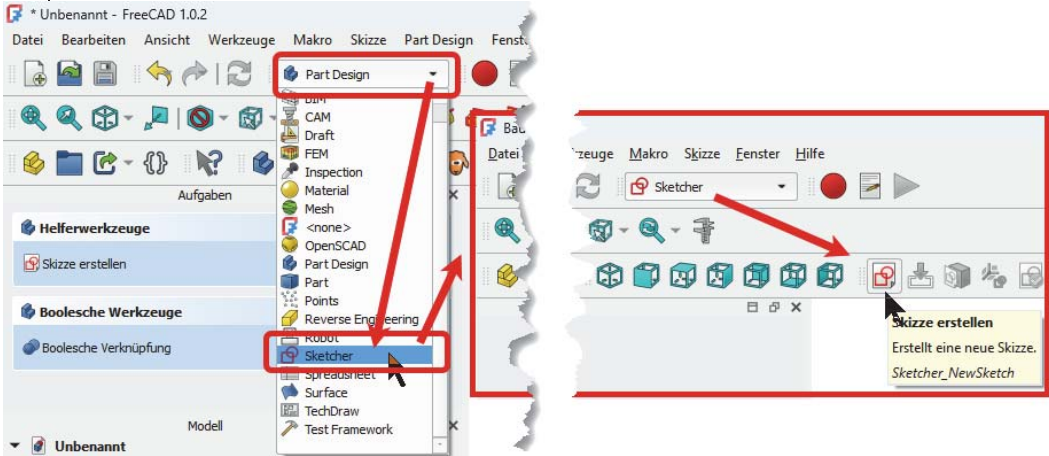 * Unbenannt - FreeCAD 1.0.2
Datei Bearbeiten Ansicht Werkzeuge Makro Skizze Part Design
Part Design
BIM
CAM
Draft
FEM
Inspection
Material
Mesh
<none>
OpenSCAD
Part Design
Part
Points
Reverse Engineering
Robot
Sketcher
Spreadsheet
Surface
TechDraw
Test Framework
Aufgaben
Helferwerkzeuge
Skizze erstellen
Boolesche Werkzeuge
Boolesche Verknüpfung
Modell
Unbenannt
Datei Makro Skizze Fenster Hilfe
Sketcher
Skizze erstellen
Erstellt eine neue Skizze.
Sketcher_NewSketch